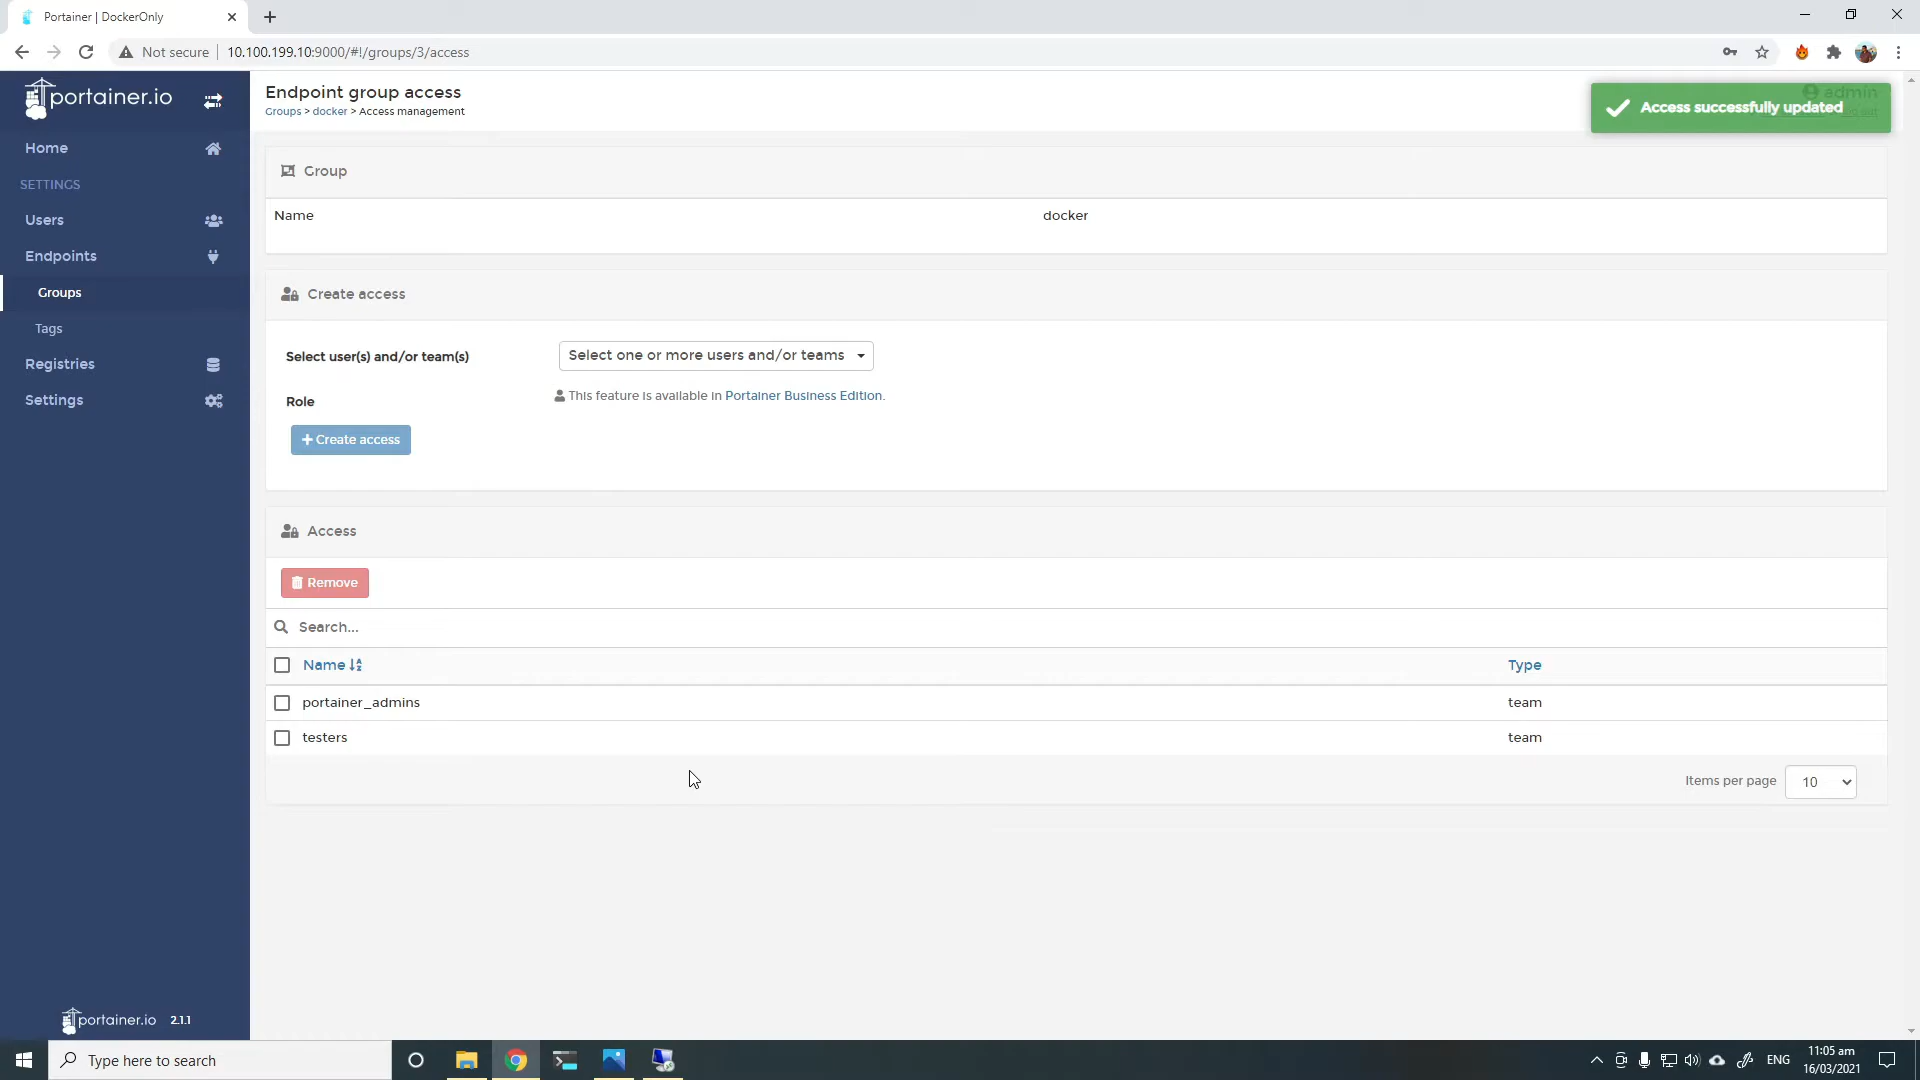 Portainer | DockerOnly
Not secure
10.100.199.10:9000/#!/groups/3/access
portainer.io
Home
SETTINGS
Users
Endpoints
Groups
Tags
Registries
Settings
portainer.io 2.1.1
Endpoint group access
Groups > docker > Access management
admin
Access successfully updated
Group
Name docker
Create access
Select user(s) and/or team(s)
Select one or more users and/or teams
Role
This feature is available in Portainer Business Edition.
+ Create access
Access
Remove
Search...
Name Type
portainer_admins team
testers team
Items per page 10
Type here to search
ENG
11:05 am
16/03/2021